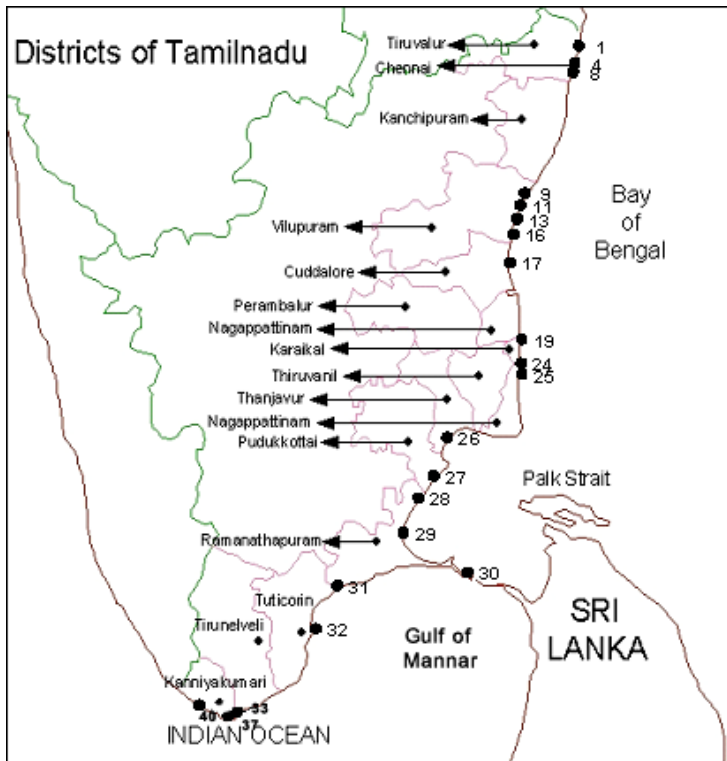 Districts of Tamilnadu
Tiruvalur
1
Chennai
4
8
Kanchipuram
9
11
13
16
Bay
of
Bengal
Vilupuram
17
Cuddalore
Perambalur
Nagappattinam
19
Karaikal
24
Thiruvanil
25
Thanjavur
Nagappattinam
26
Pudukkottai
27
Palk Strait
28
29
Ramanathapuram
30
31
Tuticorin
SRI
LANKA
Tirunelveli
32
Gulf of
Mannar
Kanniyakumari
40
33
37
INDIAN OCEAN